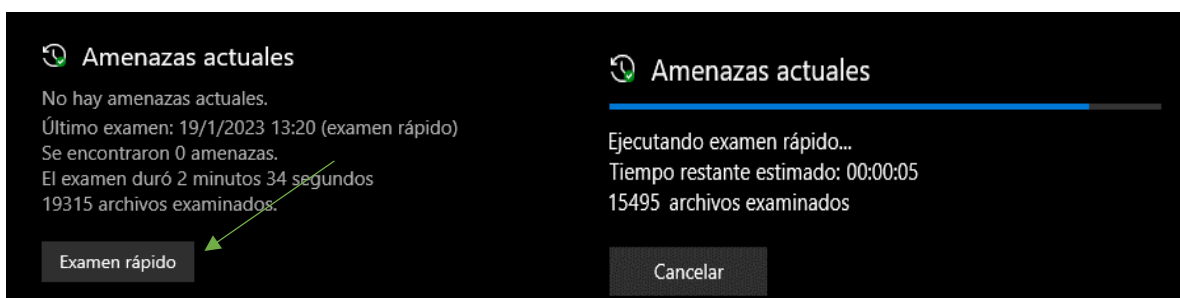 Amenazas actuales
No hay amenazas actuales.
Último examen: 19/1/2023 13:20 (examen rápido)
Se encontraron 0 amenazas.
El examen duró 2 minutos 34 segundos
19315 archivos examinados.
Examen rápido
Amenazas actuales
Ejecutando examen rápido...
Tiempo restante estimado: 00:00:05
15495 archivos examinados
Cancelar